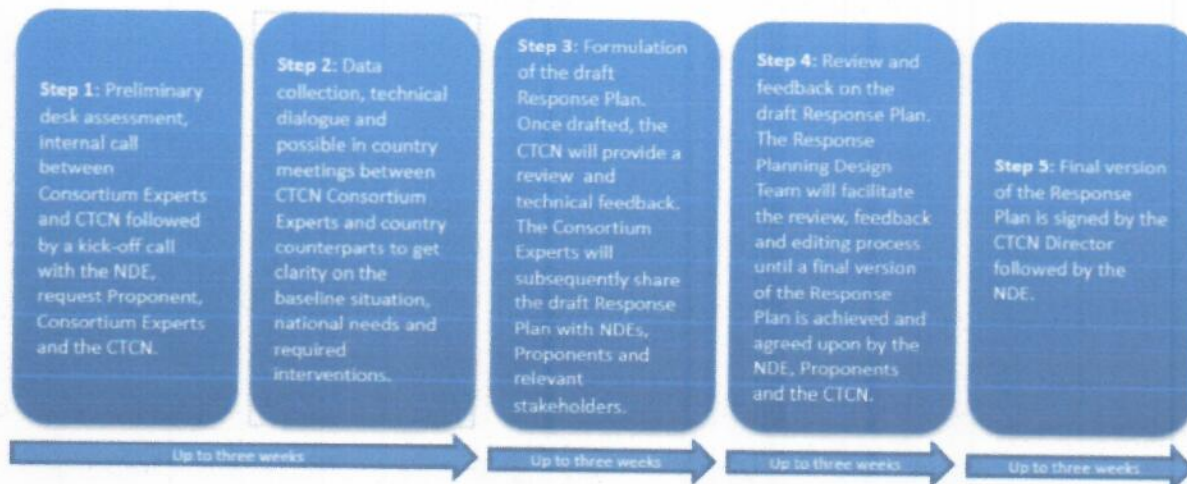 Step 1: Preliminary
desk assessment,
internal call
between
Consortium Experts
and CTCN followed
by a kick-off call
with the NDE,
request Proponent,
Consortium Experts
and the CTCN.
Step 2: Data
collection, technical
dialogue and
possible in country
meetings between
CTCN Consortium
Experts and country
counterparts to get
clarity on the
baseline situation,
national needs and
required
interventions.
Step 3: Formulation
of the draft
Response Plan.
Once drafted, the
CTCN will provide a
review and
technical feedback.
The Consortium
Experts will
subsequently share
the draft Response
Plan with NDEs,
Proponents and
relevant
stakeholders.
Step 4: Review and
feedback on the
draft Response Plan.
The Response
Planning Design
Team will facilitate
the review, feedback
and editing process
until a final version
of the Response
Plan is achieved and
agreed upon by the
NDE, Proponents
and the CTCN.
Step 5: Final version
of the Response
Plan is signed by the
CTCN Director
followed by the
NDE.
Up to three weeks
Up to three weeks
Up to three weeks
Up to three weeks